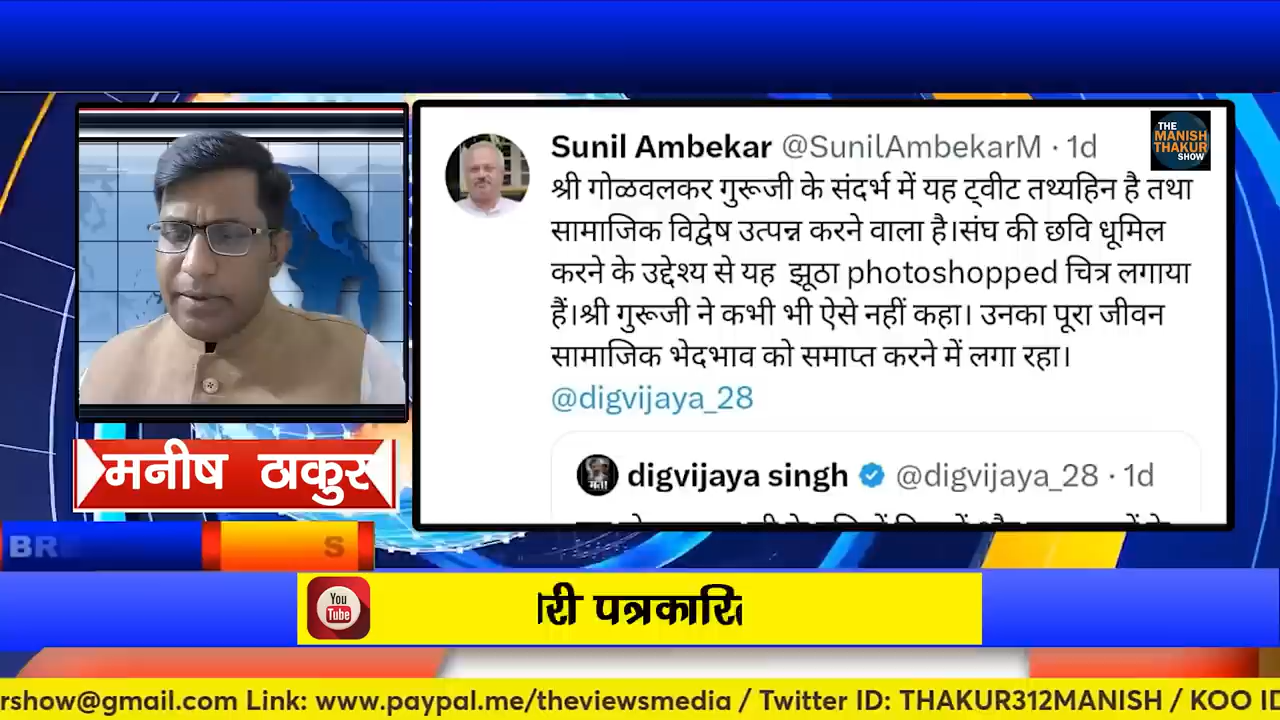 THE
MANISH
THAKUR
SHOW
Sunil Ambekar @SunilAmbekarM · 1d
श्री गोळवलकर गुरूजी के संदर्भ में यह ट्वीट तथ्यहिन है तथा
सामाजिक विद्वेष उत्पन्न करने वाला है।संघ की छवि धूमिल
करने के उद्देश्य से यह झूठा photoshopped चित्र लगाया
हैं।श्री गुरूजी ने कभी भी ऐसे नहीं कहा। उनका पूरा जीवन
सामाजिक भेदभाव को समाप्त करने में लगा रहा।
@digvijaya_28
digvijaya singh @digvijaya_28 · 1d
मनीष ठाकुर
You
Tube
rshow@gmail.com Link: www.paypal.me/theviewsmedia / Twitter ID: THAKUR312MANISH / KOO ID